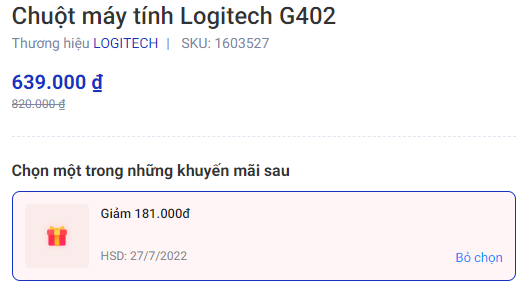 Chuột máy tính Logitech G402
Thương hiệu LOGITECH | SKU: 1603527
639.000 ₫
820.000 ₫
Chọn một trong những khuyến mãi sau
Giảm 181.000đ
HSD: 27/7/2022
Bỏ chọn